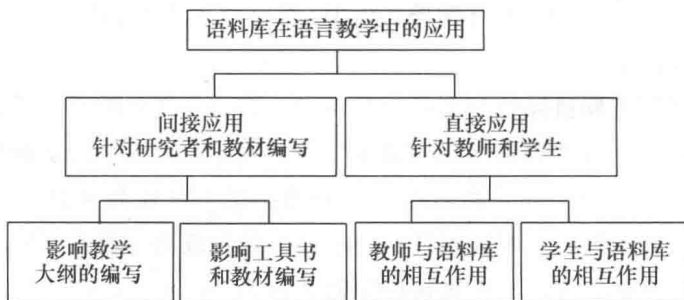 语料库在语言教学中的应用
间接应用
针对研究者和教材编写
直接应用
针对教师和学生
影响教学
大纲的编写
影响工具书
和教材编写
教师与语料库
的相互作用
学生与语料库
的相互作用